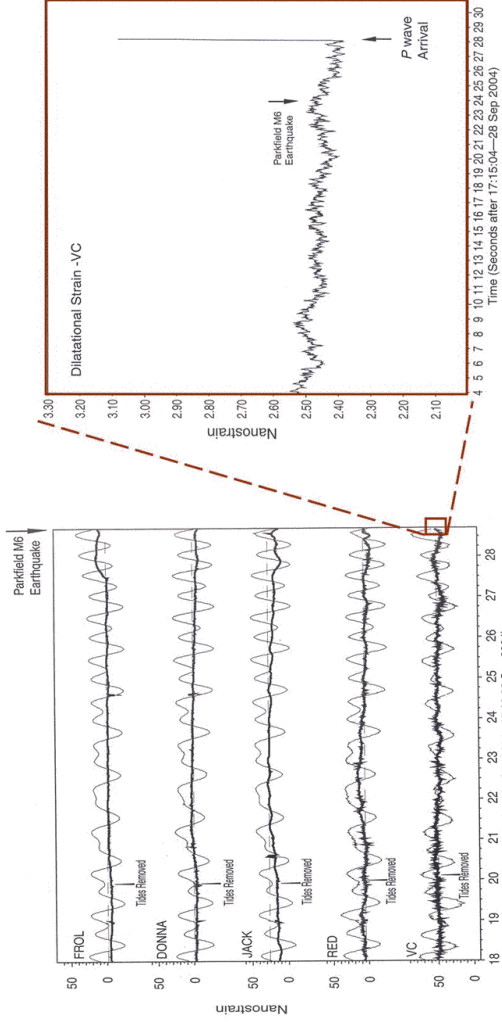 Parkfield M6
Earthquake
FROL
DONNA
JACK
RED
VC
Tides Removed
Tides Removed
Tides Removed
Tides Removed
Tides Removed
Nanostrain
50
0
50
0
50
0
50
0
50
0
18 19 20 21 22 23 24 25 26 27 28
Dilatational Strain -VC
Nanostrain
3.30
3.20
3.10
3.00
2.90
2.80
2.70
2.60
2.50
2.40
2.30
2.20
2.10
Parkfield M6
Earthquake
P wave
Arrival
4 5 6 7 8 9 10 11 12 13 14 15 16 17 18 19 20 21 22 23 24 25 26 27 28 29 30
Time (Seconds after 17:15:04—28 Sep 2004)